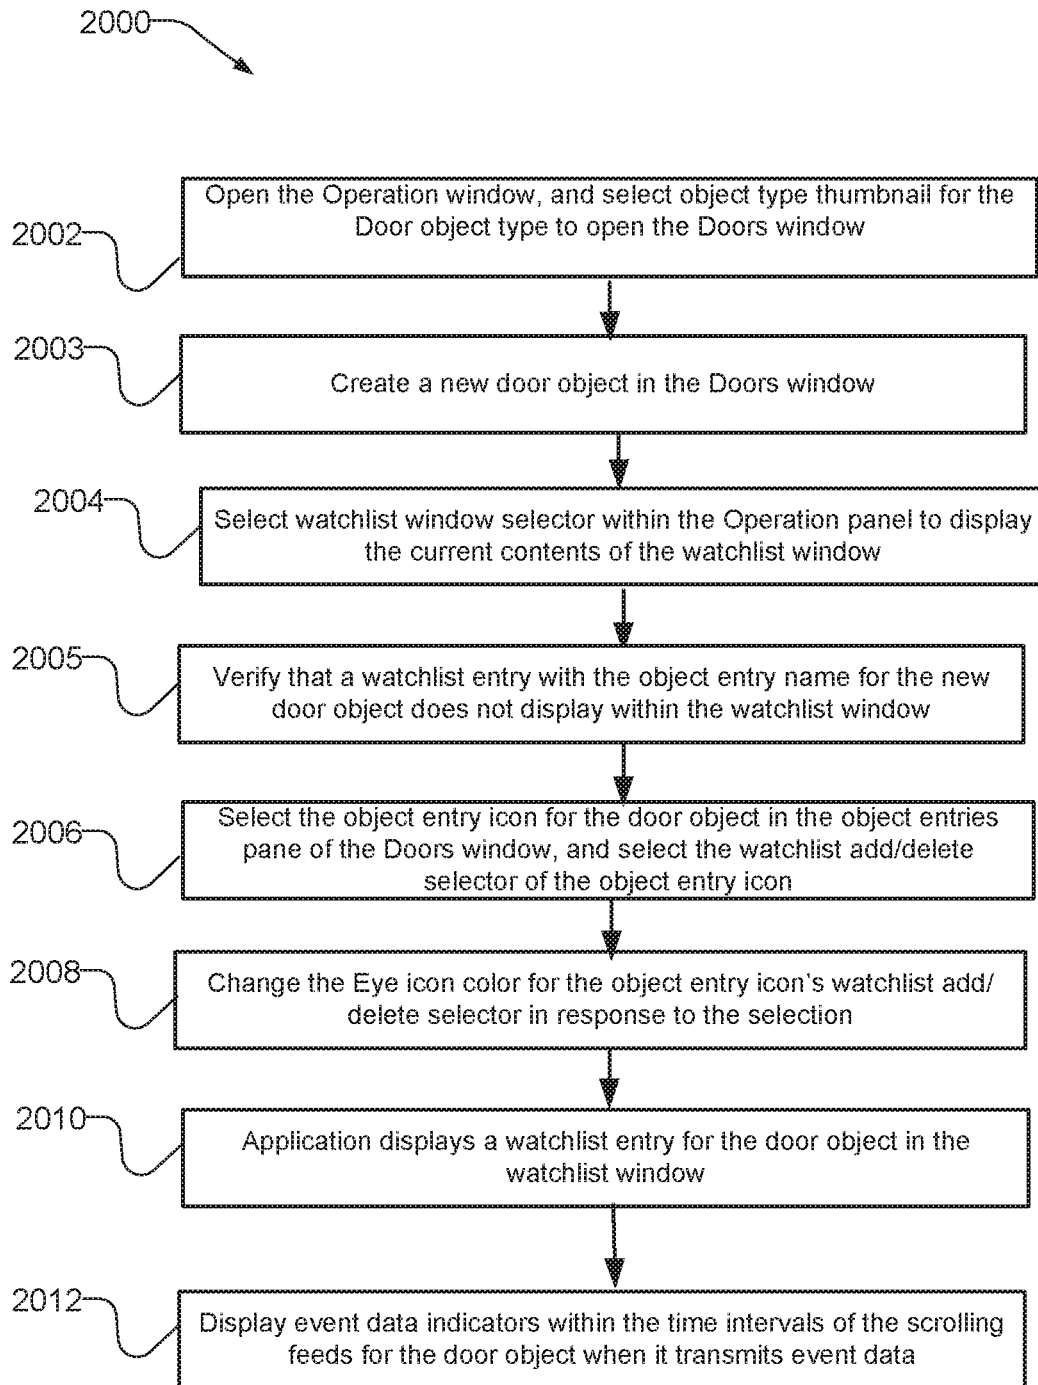 2000
Open the Operation window, and select object type thumbnail for the
Door object type to open the Doors window
2002
2003
Create a new door object in the Doors window
2004
Select watchlist window selector within the Operation panel to display
the current contents of the watchlist window
2005
Verify that a watchlist entry with the object entry name for the new
door object does not display within the watchlist window
2006
Select the object entry icon for the door object in the object entries
pane of the Doors window, and select the watchlist add/delete
selector of the object entry icon
2008
Change the Eye icon color for the object entry icon's watchlist add/
delete selector in response to the selection
2010
Application displays a watchlist entry for the door object in the
watchlist window
2012
Display event data indicators within the time intervals of the scrolling
feeds for the door object when it transmits event data